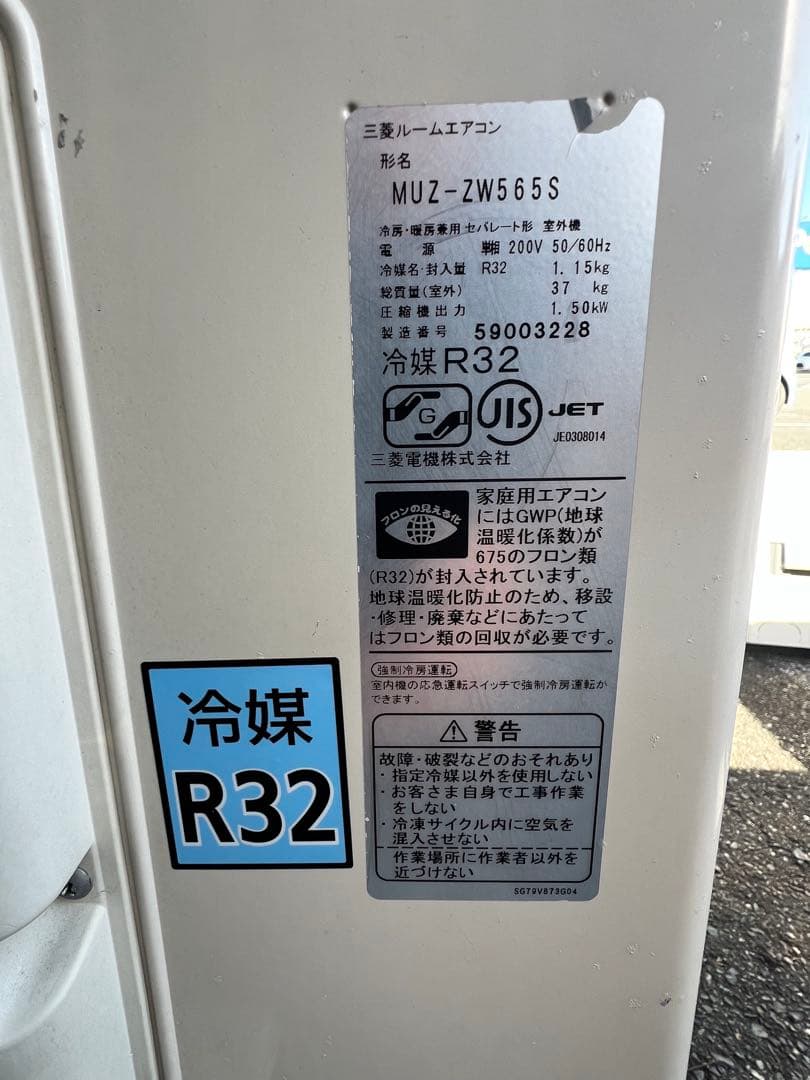 三菱ルームエアコン
形名
MUZ-ZW565S
冷房・暖房兼用 セパレート形 室外機
電源 単相 200V 50/60Hz
冷媒名・封入量 R32 1.15kg
総質量(室外) 37 kg
圧縮機出力 1.50kW
製造番号 59003228
冷媒R32
G
JIS JET
JE0308014
三菱電機株式会社
フロンの見える化
家庭用エアコン
にはGWP(地球
温暖化係数)が
675のフロン類
(R32)が封入されています。
地球温暖化防止のため、移設
・修理・廃棄などにあたって
はフロン類の回収が必要です。
強制冷房運転
室内機の応急運転スイッチで強制冷房運転が
できます。
冷媒
R32
警告
故障・破裂などのおそれあり
・指定冷媒以外を使用しない
・お客さま自身で工事作業
をしない
・冷凍サイクル内に空気を
混入させない
作業場所に作業者以外を
近づけない
SG79V873G04